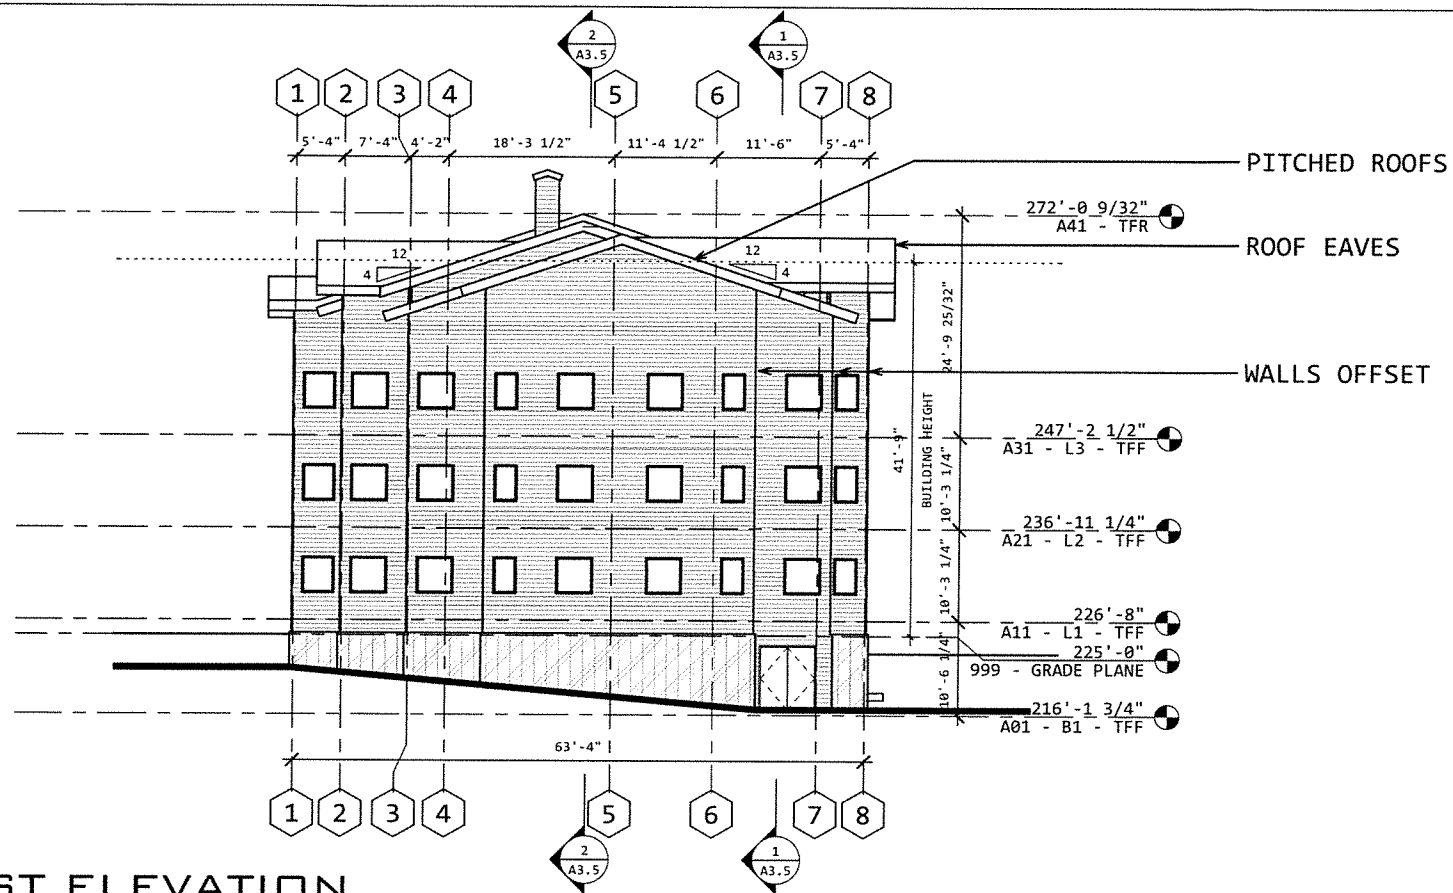 2
A3.5
1
A3.5
1 2 3 4 5 6 7 8
5'-4" 7'-4" 4'-2" 18'-3 1/2" 11'-4 1/2" 11'-6" 5'-4"
PITCHED ROOFS
272'-0 9/32"
A41 - TFR
ROOF EAVES
12
4
12
4
24'-9 25/32"
WALLS OFFSET
BUILDING HEIGHT
41'-9"
247'-2 1/2"
A31 - L3 - TFF
10'-3 1/4"
236'-11 1/4"
A21 - L2 - TFF
10'-3 1/4"
226'-8"
A11 - L1 - TFF
225'-0"
999 - GRADE PLANE
10'-6 1/4"
216'-1 3/4"
A01 - B1 - TFF
63'-4"
1 2 3 4 5 6 7 8
2
A3.5
1
A3.5
ST ELEVATION